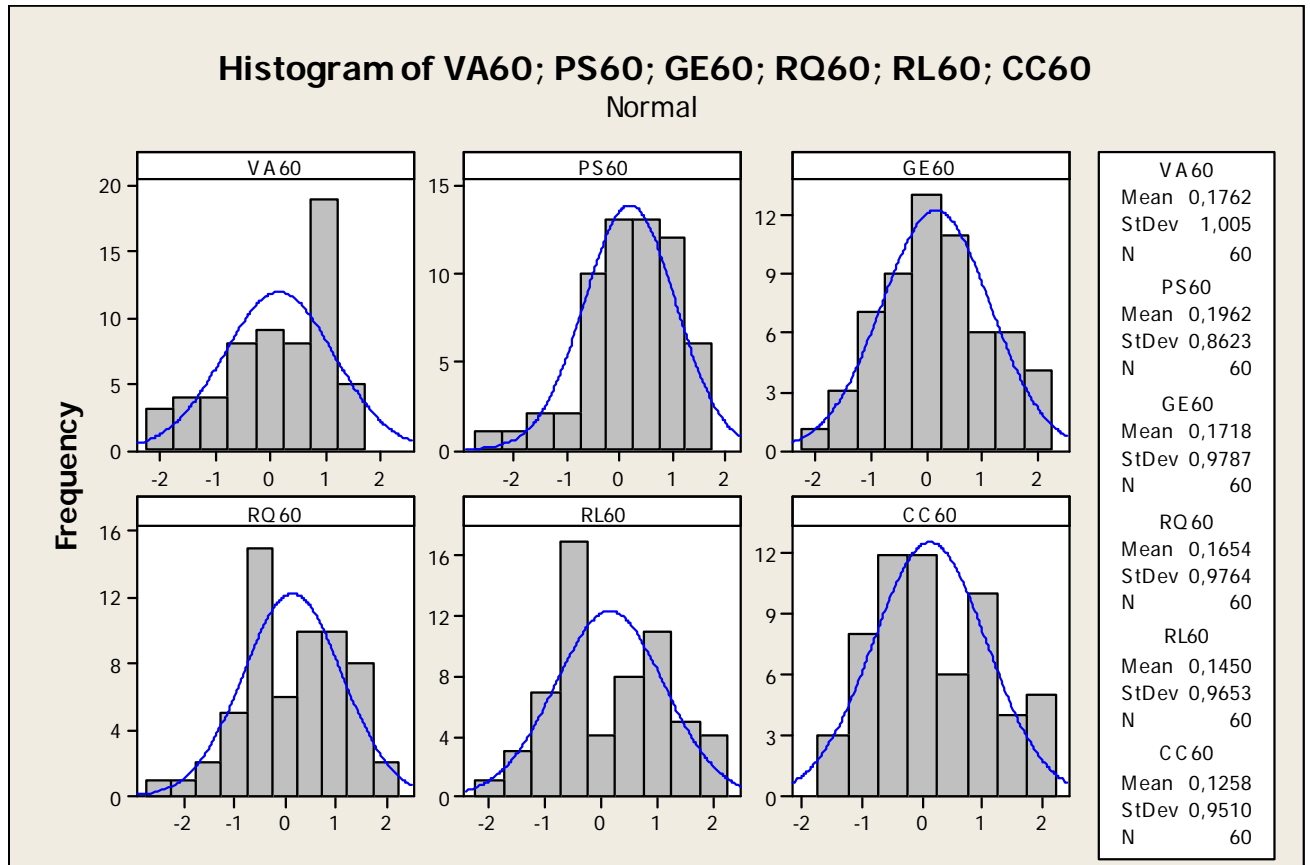 Histogram of VA60; PS60; GE60; RQ60; RL60; CC60
Normal
Frequency
VA60
20
15
10
5
0
-2 -1 0 1 2
PS60
15
10
5
0
-2 -1 0 1 2
GE60
12
9
6
3
0
-2 -1 0 1 2
RQ60
16
12
8
4
0
-2 -1 0 1 2
RL60
16
12
8
4
0
-2 -1 0 1 2
CC60
12
9
6
3
0
-2 -1 0 1 2
VA60
Mean 0,1762
StDev 1,005
N 60
PS60
Mean 0,1962
StDev 0,8623
N 60
GE60
Mean 0,1718
StDev 0,9787
N 60
RQ60
Mean 0,1654
StDev 0,9764
N 60
RL60
Mean 0,1450
StDev 0,9653
N 60
CC60
Mean 0,1258
StDev 0,9510
N 60